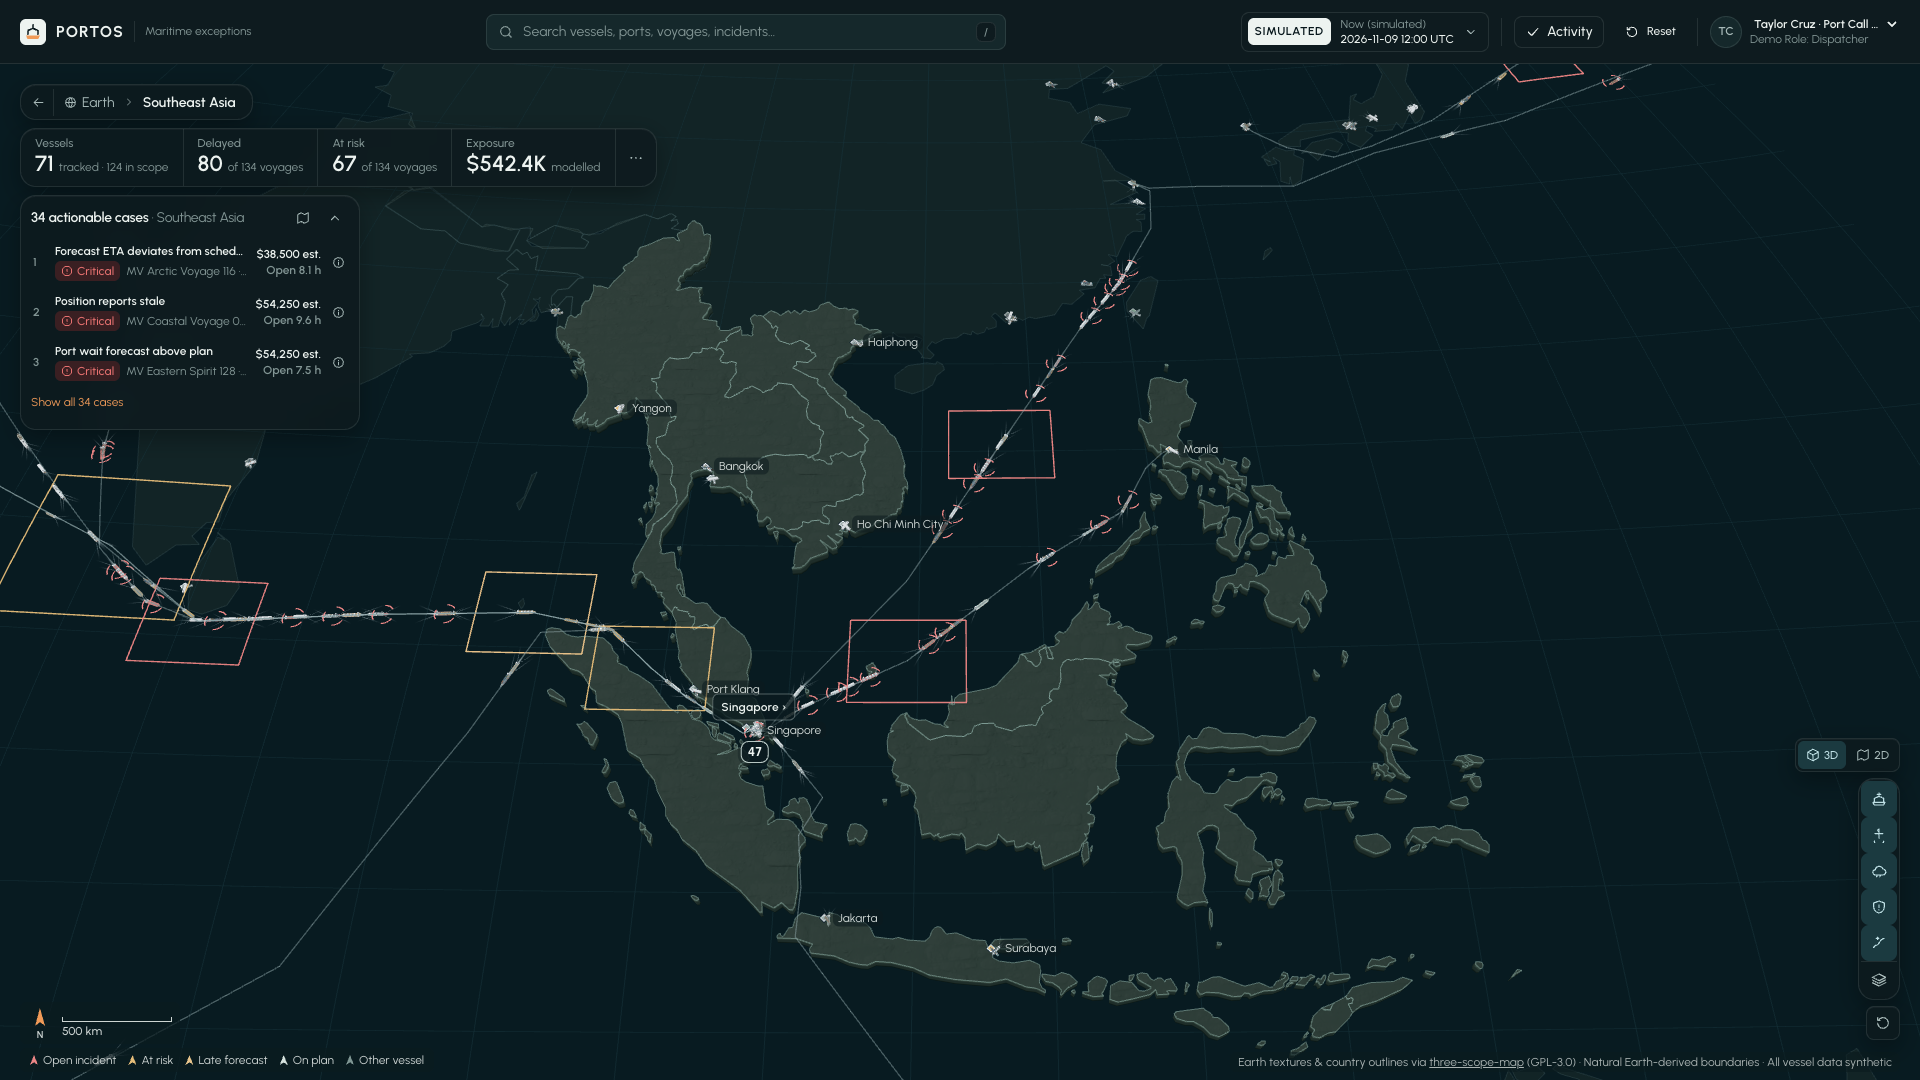 PORTOS
Maritime exceptions
Search vessels, ports, voyages, incidents...
/
SIMULATED
Now (simulated)
2026-11-09 12:00 UTC
Activity
Reset
TC
Taylor Cruz · Port Call ...
Demo Role: Dispatcher
Earth
Southeast Asia
Vessels
71 tracked · 124 in scope
Delayed
80 of 134 voyages
At risk
67 of 134 voyages
Exposure
$542.4K modelled
...
34 actionable cases · Southeast Asia
1
Forecast ETA deviates from sched...
$38,500 est.
Critical
MV Arctic Voyage 116 ·...
Open 8.1 h
2
Position reports stale
$54,250 est.
Critical
MV Coastal Voyage 0...
Open 9.6 h
3
Port wait forecast above plan
$54,250 est.
Critical
MV Eastern Spirit 128 ·...
Open 7.5 h
Show all 34 cases
Haiphong
Yangon
Manila
Bangkok
Ho Chi Minh City
Port Klang
Singapore ›
Singapore
47
Jakarta
Surabaya
3D
2D
N
500 km
Open incident
At risk
Late forecast
On plan
Other vessel
Earth textures & country outlines via three-scope-map (GPL-3.0) · Natural Earth-derived boundaries · All vessel data synthetic